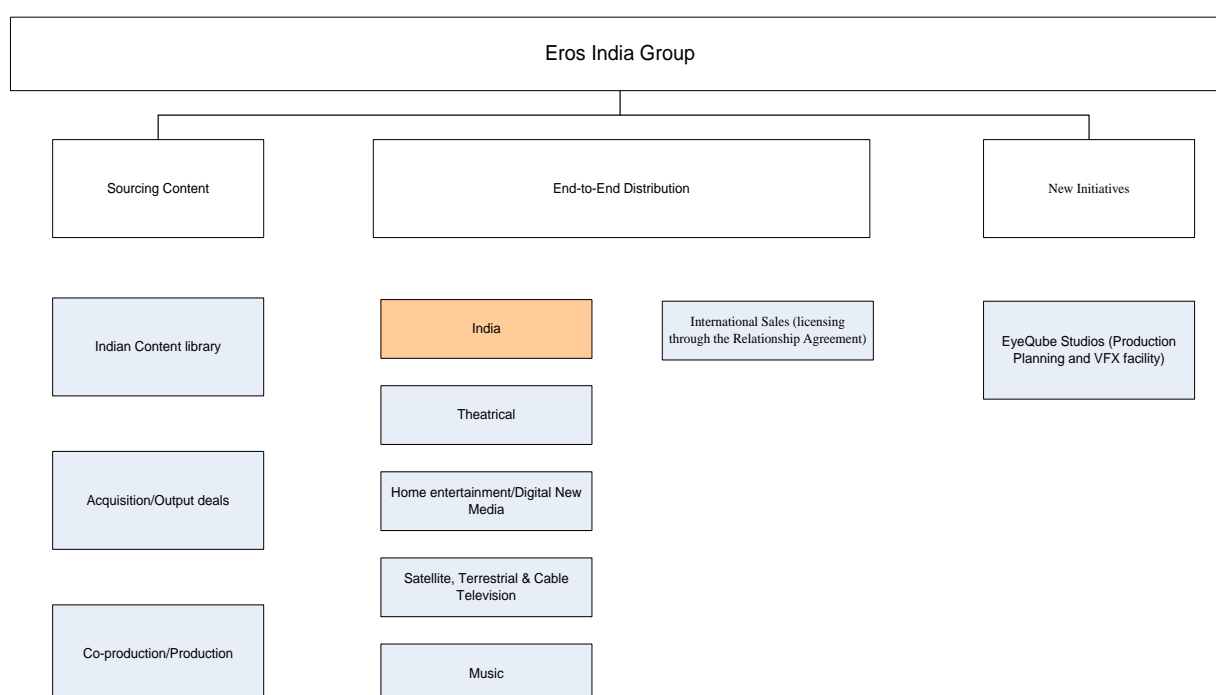 Eros India Group
Sourcing Content
End-to-End Distribution
New Initiatives
Indian Content library
India
International Sales (licensing
through the Relationship Agreement)
EyeQube Studios (Production
Planning and VFX facility)
Theatrical
Acquisition/Output deals
Home entertainment/Digital New
Media
Satellite, Terrestrial & Cable
Television
Co-production/Production
Music